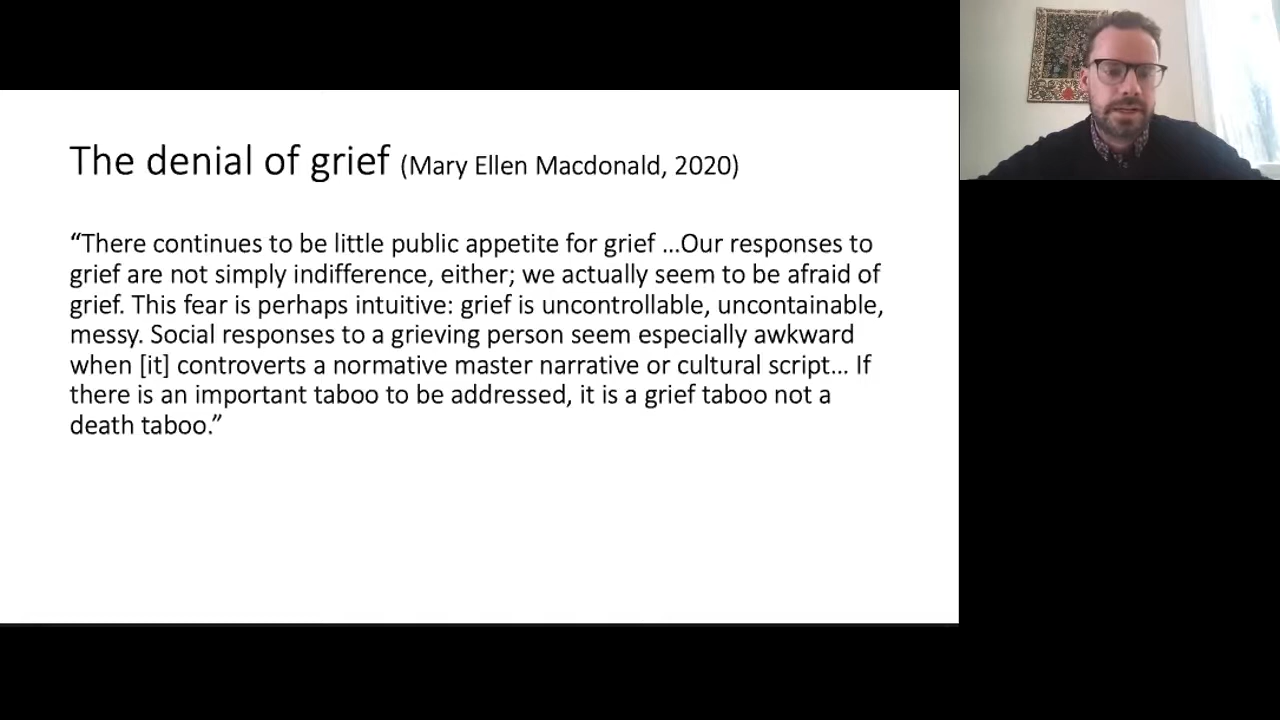 The denial of grief (Mary Ellen Macdonald, 2020)
“There continues to be little public appetite for grief ...Our responses to
grief are not simply indifference, either; we actually seem to be afraid of
grief. This fear is perhaps intuitive: grief is uncontrollable, uncontainable,
messy. Social responses to a grieving person seem especially awkward
when [it] controverts a normative master narrative or cultural script... If
there is an important taboo to be addressed, it is a grief taboo not a
death taboo.”